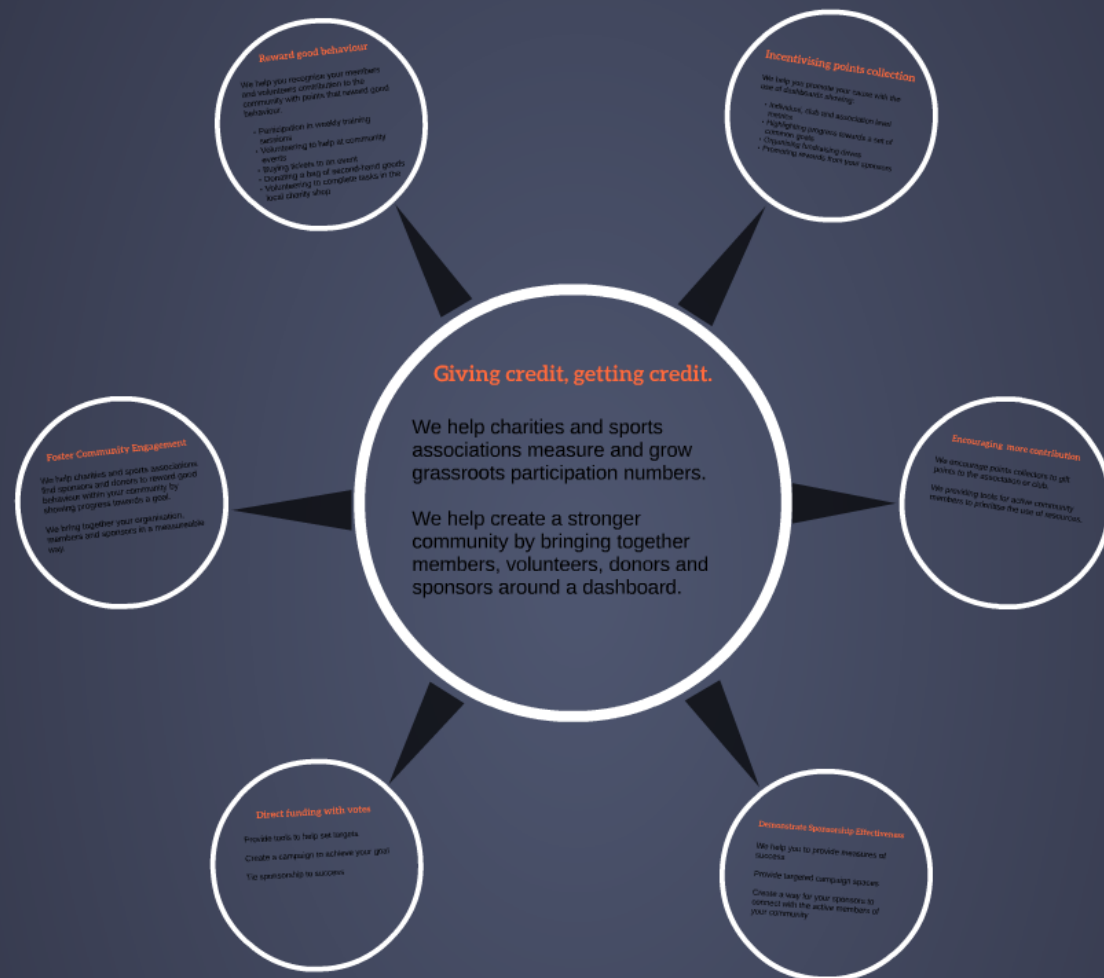 Reward good behaviour
We help you recognise your members
and volunteers contribution to the
community with points that reward good
behaviour.
- Participation in weekly training
sessions
- Volunteering to help at community
events
- Buying tickets to an event
- Donating a bag of second-hand goods
- Volunteering to complete tasks in the
local charity shop
Incentivising points collection
We help you promote your cause with the
use of dashboards showing:
- Individual, club and association level
metrics
- Highlighting progress towards a set of
common goals
- Organising fundraising drives
- Promoting rewards from your sponsors
Giving credit, getting credit.
We help charities and sports
associations measure and grow
grassroots participation numbers.
We help create a stronger
community by bringing together
members, volunteers, donors and
sponsors around a dashboard.
Foster Community Engagement
We help charities and sports associations
find sponsors and donors to reward good
behaviour within your community by
showing progress towards a goal.
We bring together your organisation,
members and sponsors in a measureable
way.
Encouraging more contribution
We encourage points collectors to gift
points to the association or club.
We providing tools for active community
members to prioritise the use of resources.
Direct funding with votes
Provide tools to help set targets
Create a campaign to achieve your goal
Tie sponsorship to success
Demonstrate Sponsorship Effectiveness
We help you to provide measures of
success
Provide targeted campaign spaces
Create a way for your sponsors to
connect with the active members of
your community